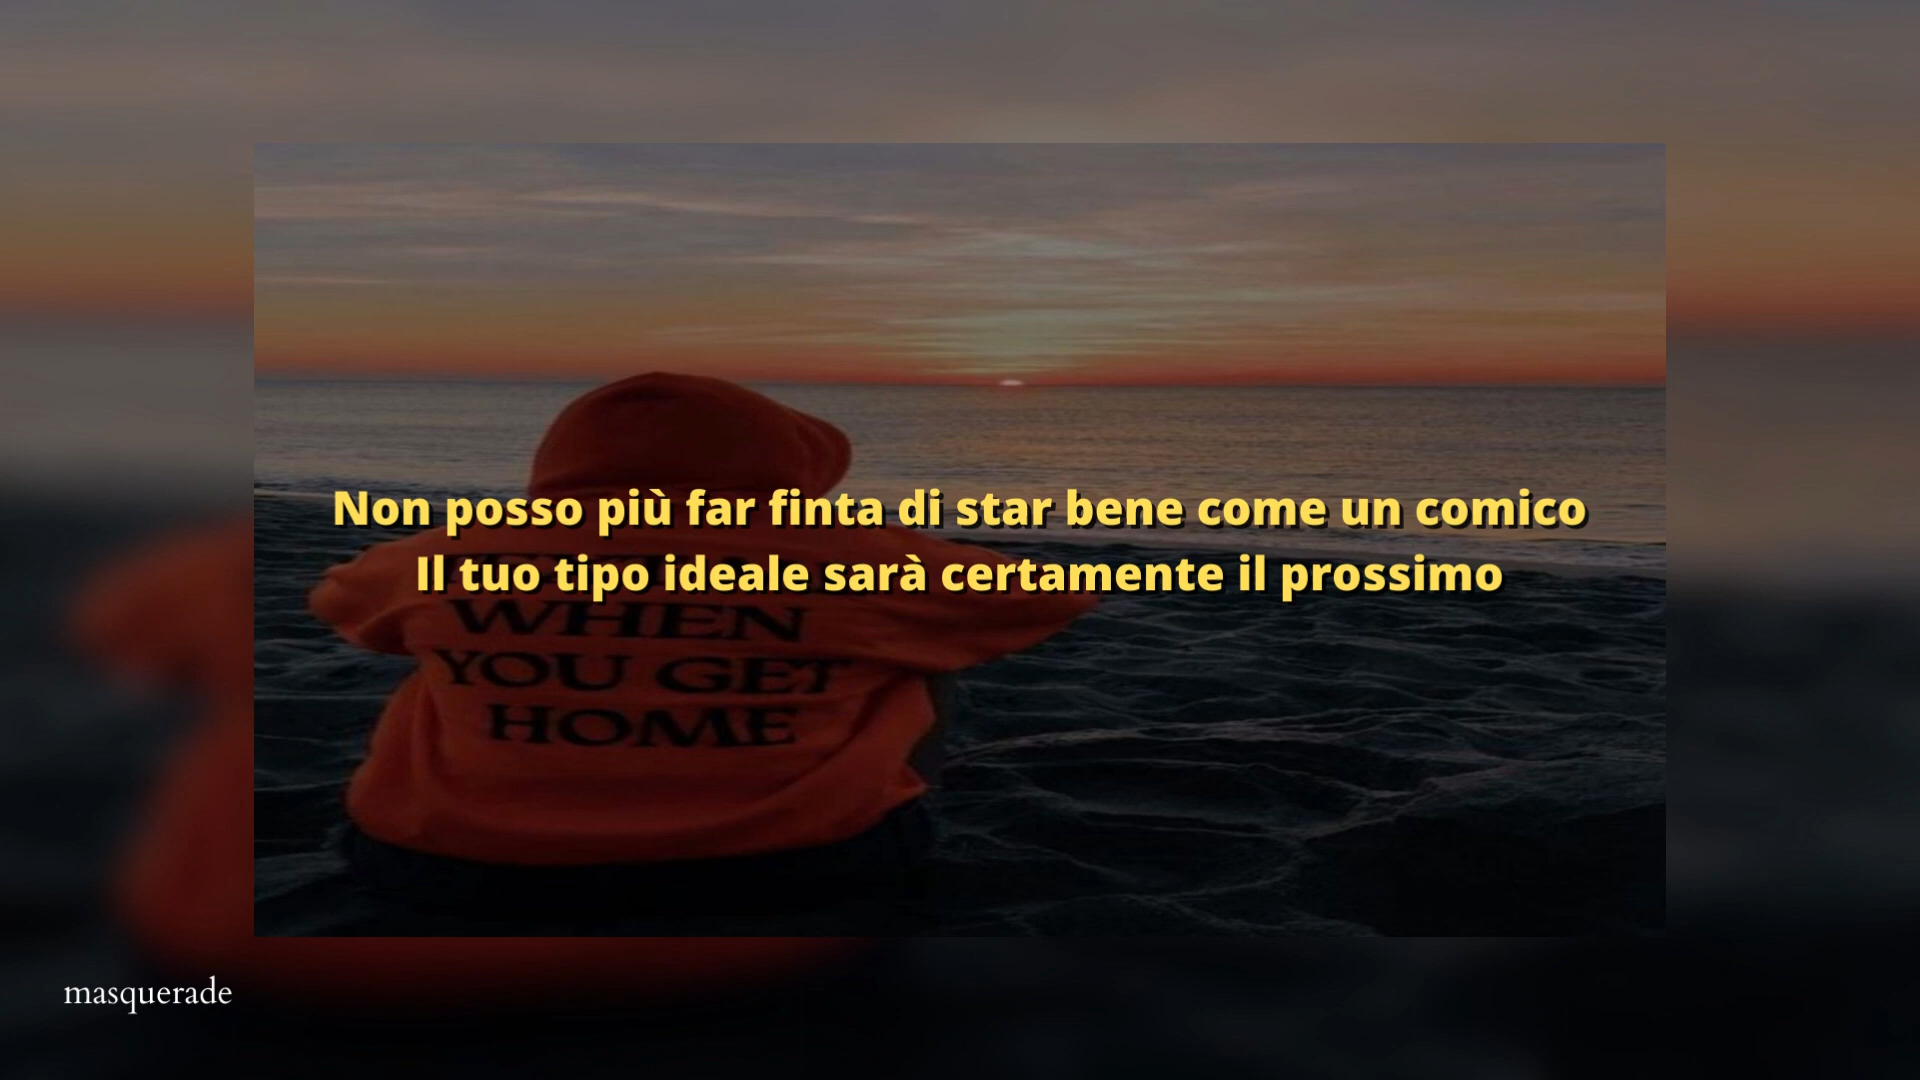 Non posso più far finta di star bene come un comico
Il tuo tipo ideale sarà certamente il prossimo
WHEN
YOU GET
HOME
masquerade